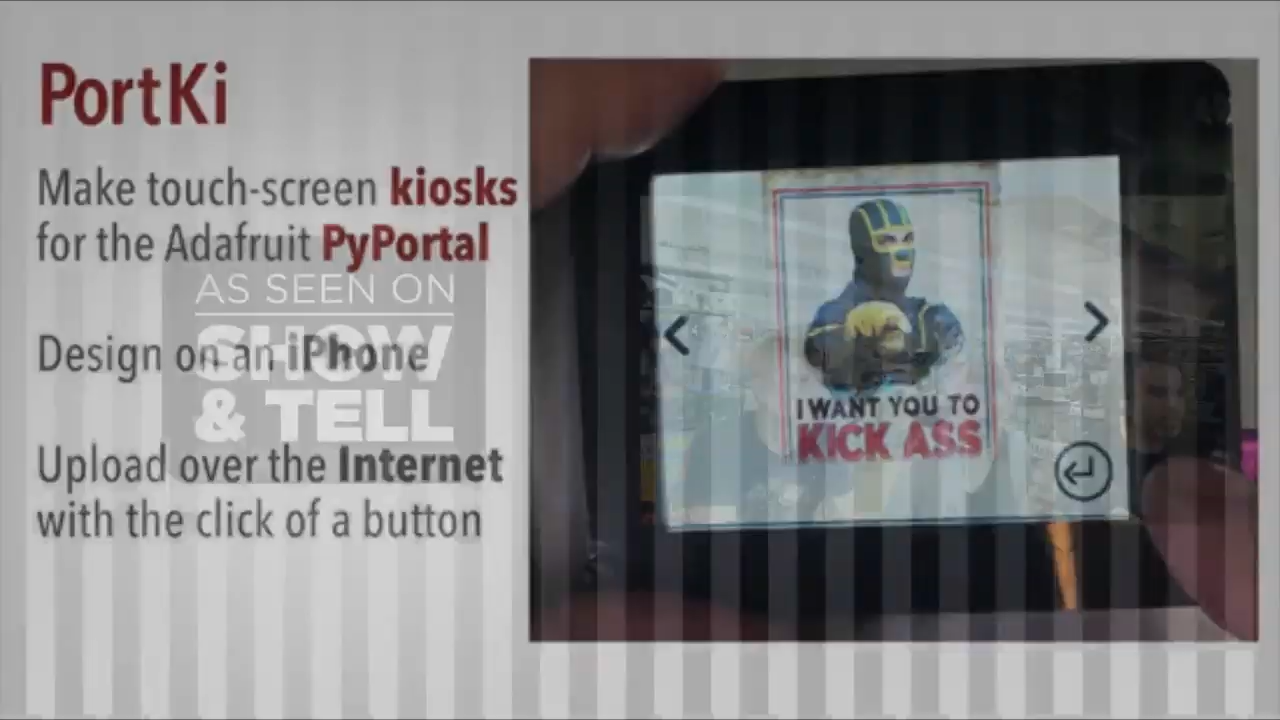 PortKi
Make touch-screen kiosks
for the Adafruit PyPortal
AS SEEN ON
SHOW
& TELL
Design on an iPhone
Upload over the Internet
with the click of a button
I WANT YOU TO
KICK ASS